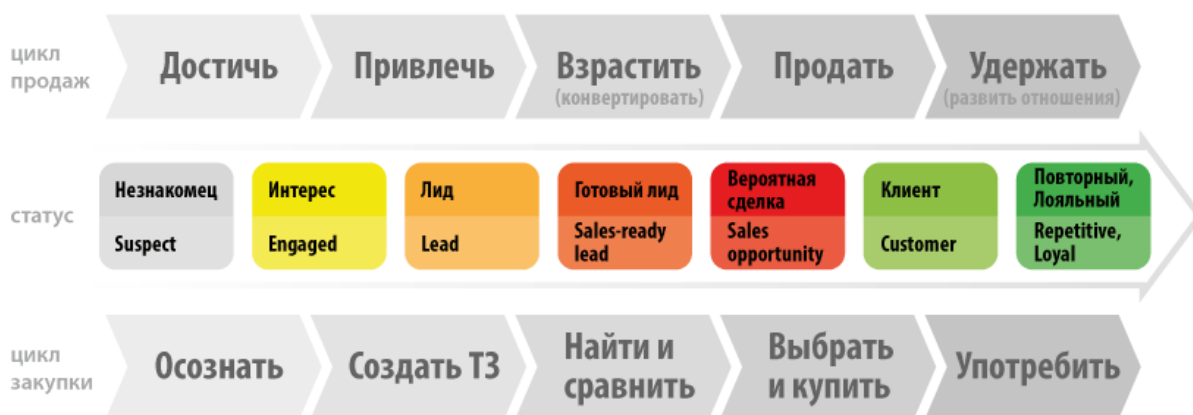 цикл
продаж
Достичь
Привлечь
Взрастить
(конвертировать)
Продать
Удержать
(развить отношения)
статус
Незнакомец
Suspect
Интерес
Engaged
Лид
Lead
Готовый лид
Sales-ready
lead
Вероятная
сделка
Sales
opportunity
Клиент
Customer
Повторный,
Лояльный
Repetitive,
Loyal
цикл
закупки
Осознать
Создать ТЗ
Найти и
сравнить
Выбрать
и купить
Употребить